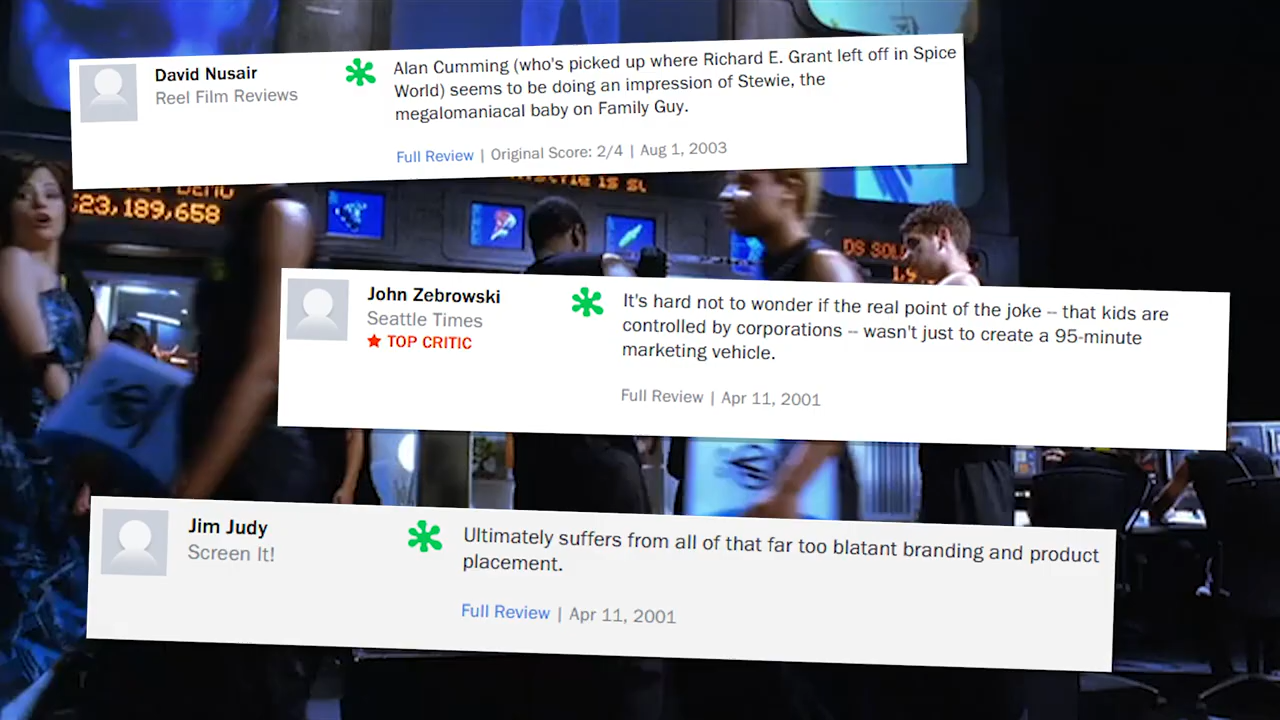 David Nusair
Reel Film Reviews
Alan Cumming (who's picked up where Richard E. Grant left off in Spice
World) seems to be doing an impression of Stewie, the
megalomaniacal baby on Family Guy.
Full Review | Original Score: 2/4 | Aug 1, 2003
DEMO
$23,189,658
IS
DS SOL
John Zebrowski
Seattle Times
TOP CRITIC
It's hard not to wonder if the real point of the joke -- that kids are
controlled by corporations -- wasn't just to create a 95-minute
marketing vehicle.
Full Review | Apr 11, 2001
Jim Judy
Screen It!
Ultimately suffers from all of that far too blatant branding and product
placement.
Full Review | Apr 11, 2001